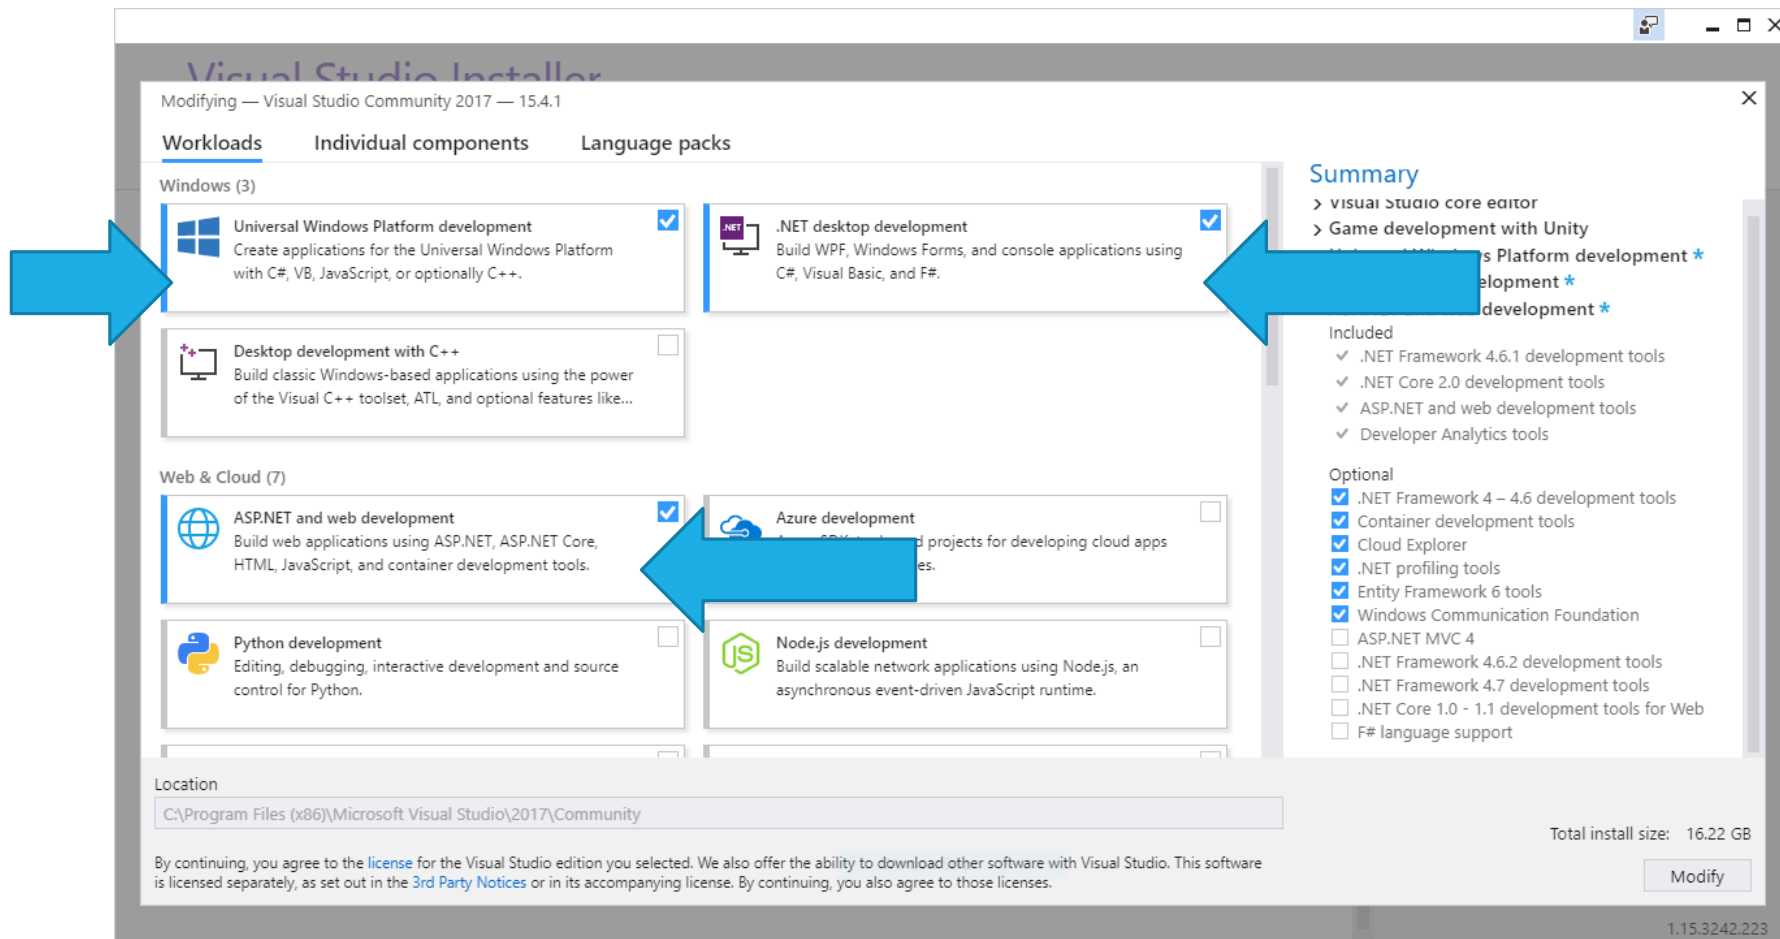 Visual Studio Installer
Modifying — Visual Studio Community 2017 — 15.4.1
Workloads
Individual components
Language packs
Windows (3)
Universal Windows Platform development
Create applications for the Universal Windows Platform
with C#, VB, JavaScript, or optionally C++.
.NET
.NET desktop development
Build WPF, Windows Forms, and console applications using
C#, Visual Basic, and F#.
Desktop development with C++
Build classic Windows-based applications using the power
of the Visual C++ toolset, ATL, and optional features like...
Web & Cloud (7)
ASP.NET and web development
Build web applications using ASP.NET, ASP.NET Core,
HTML, JavaScript, and container development tools.
Azure development
projects for developing cloud apps
Python development
Editing, debugging, interactive development and source
control for Python.
JS
Node.js development
Build scalable network applications using Node.js, an
asynchronous event-driven JavaScript runtime.
Summary
> Visual Studio core editor
> Game development with Unity
Platform development *
*
development *
Included
.NET Framework 4.6.1 development tools
.NET Core 2.0 development tools
ASP.NET and web development tools
Developer Analytics tools
Optional
.NET Framework 4 – 4.6 development tools
Container development tools
Cloud Explorer
.NET profiling tools
Entity Framework 6 tools
Windows Communication Foundation
ASP.NET MVC 4
.NET Framework 4.6.2 development tools
.NET Framework 4.7 development tools
.NET Core 1.0 - 1.1 development tools for Web
F# language support
Location
C:\Program Files (x86)\Microsoft Visual Studio\2017\Community
Total install size: 16.22 GB
By continuing, you agree to the license for the Visual Studio edition you selected. We also offer the ability to download other software with Visual Studio. This software
is licensed separately, as set out in the 3rd Party Notices or in its accompanying license. By continuing, you also agree to those licenses.
Modify
1.15.3242.223